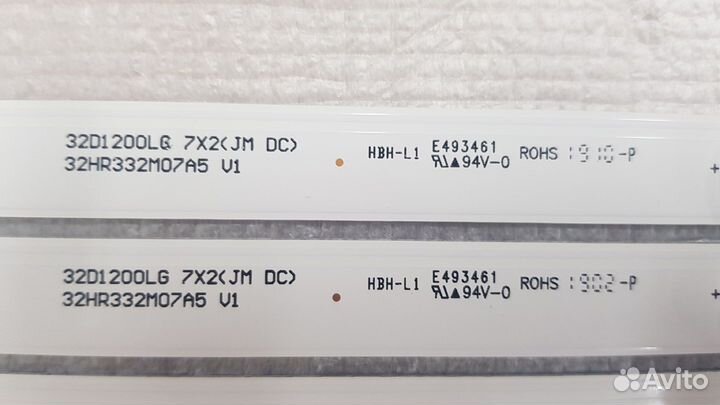 32D1200LG 7X2(JM DC)
32HR332M07A5 V1
HBH-L1
E493461
94V-0
ROHS 1910-P
+
32D1200LG 7X2(JM DC)
32HR332M07A5 V1
HBH-L1
E493461
94V-0
ROHS 1902-P
+
Avito